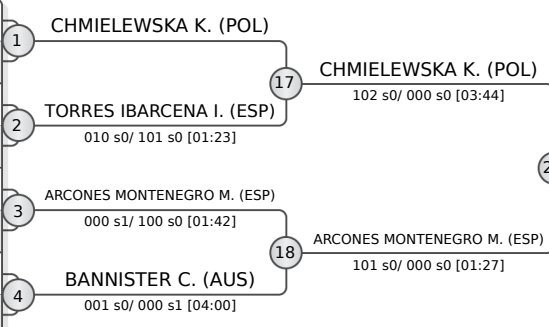 CHMIELEWSKA K. (POL)
1
17
CHMIELEWSKA K. (POL)
102 s0/ 000 s0 [03:44]
TORRES IBARCENA I. (ESP)
2
010 s0/ 101 s0 [01:23]
2
ARCONES MONTENEGRO M. (ESP)
3
000 s1/ 100 s0 [01:42]
18
ARCONES MONTENEGRO M. (ESP)
101 s0/ 000 s0 [01:27]
BANNISTER C. (AUS)
4
001 s0/ 000 s1 [04:00]